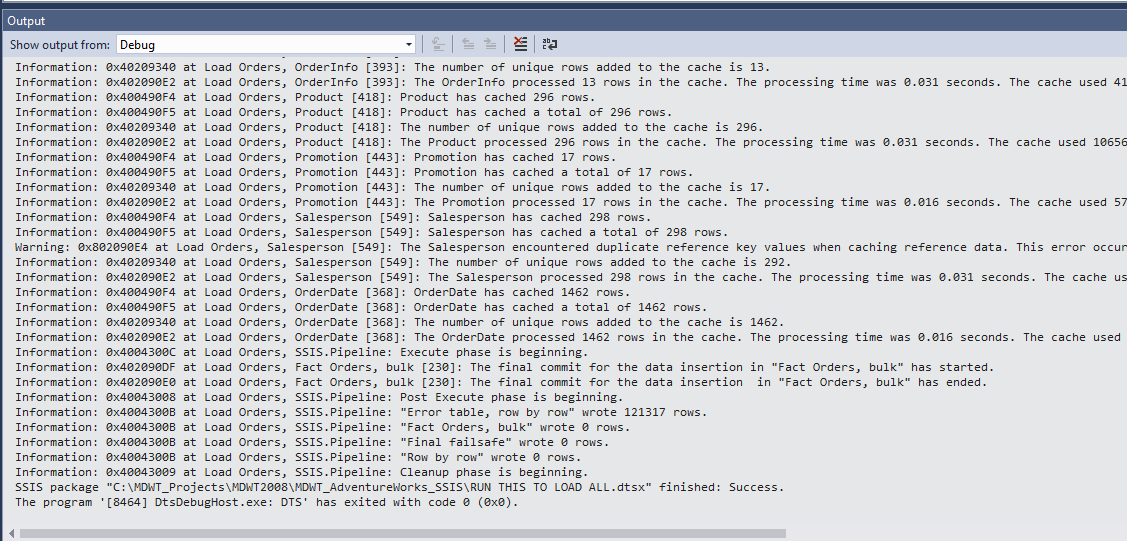 Output
Show output from: Debug
Information: 0x40209340 at Load Orders, OrderInfo [393]: The number of unique rows added to the cache is 13.
Information: 0x402090E2 at Load Orders, OrderInfo [393]: The OrderInfo processed 13 rows in the cache. The processing time was 0.031 seconds. The cache used 41
Information: 0x400490F4 at Load Orders, Product [418]: Product has cached 296 rows.
Information: 0x400490F5 at Load Orders, Product [418]: Product has cached a total of 296 rows.
Information: 0x40209340 at Load Orders, Product [418]: The number of unique rows added to the cache is 296.
Information: 0x402090E2 at Load Orders, Product [418]: The Product processed 296 rows in the cache. The processing time was 0.031 seconds. The cache used 10656
Information: 0x400490F4 at Load Orders, Promotion [443]: Promotion has cached 17 rows.
Information: 0x400490F5 at Load Orders, Promotion [443]: Promotion has cached a total of 17 rows.
Information: 0x40209340 at Load Orders, Promotion [443]: The number of unique rows added to the cache is 17.
Information: 0x402090E2 at Load Orders, Promotion [443]: The Promotion processed 17 rows in the cache. The processing time was 0.016 seconds. The cache used 57
Information: 0x400490F4 at Load Orders, Salesperson [549]: Salesperson has cached 298 rows.
Information: 0x400490F5 at Load Orders, Salesperson [549]: Salesperson has cached a total of 298 rows.
Warning: 0x802090E4 at Load Orders, Salesperson [549]: The Salesperson encountered duplicate reference key values when caching reference data. This error occur
Information: 0x40209340 at Load Orders, Salesperson [549]: The number of unique rows added to the cache is 292.
Information: 0x402090E2 at Load Orders, Salesperson [549]: The Salesperson processed 298 rows in the cache. The processing time was 0.031 seconds. The cache us
Information: 0x400490F4 at Load Orders, OrderDate [368]: OrderDate has cached 1462 rows.
Information: 0x400490F5 at Load Orders, OrderDate [368]: OrderDate has cached a total of 1462 rows.
Information: 0x40209340 at Load Orders, OrderDate [368]: The number of unique rows added to the cache is 1462.
Information: 0x402090E2 at Load Orders, OrderDate [368]: The OrderDate processed 1462 rows in the cache. The processing time was 0.016 seconds. The cache used
Information: 0x4004300C at Load Orders, SSIS.Pipeline: Execute phase is beginning.
Information: 0x402090DF at Load Orders, Fact Orders, bulk [230]: The final commit for the data insertion in "Fact Orders, bulk" has started.
Information: 0x402090E0 at Load Orders, Fact Orders, bulk [230]: The final commit for the data insertion  in "Fact Orders, bulk" has ended.
Information: 0x40043008 at Load Orders, SSIS.Pipeline: Post Execute phase is beginning.
Information: 0x4004300B at Load Orders, SSIS.Pipeline: "Error table, row by row" wrote 121317 rows.
Information: 0x4004300B at Load Orders, SSIS.Pipeline: "Fact Orders, bulk" wrote 0 rows.
Information: 0x4004300B at Load Orders, SSIS.Pipeline: "Final failsafe" wrote 0 rows.
Information: 0x4004300B at Load Orders, SSIS.Pipeline: "Row by row" wrote 0 rows.
Information: 0x40043009 at Load Orders, SSIS.Pipeline: Cleanup phase is beginning.
SSIS package "C:\MDWT_Projects\MDWT2008\MDWT_AdventureWorks_SSIS\RUN THIS TO LOAD ALL.dtsx" finished: Success.
The program '[8464] DtsDebugHost.exe: DTS' has exited with code 0 (0x0).